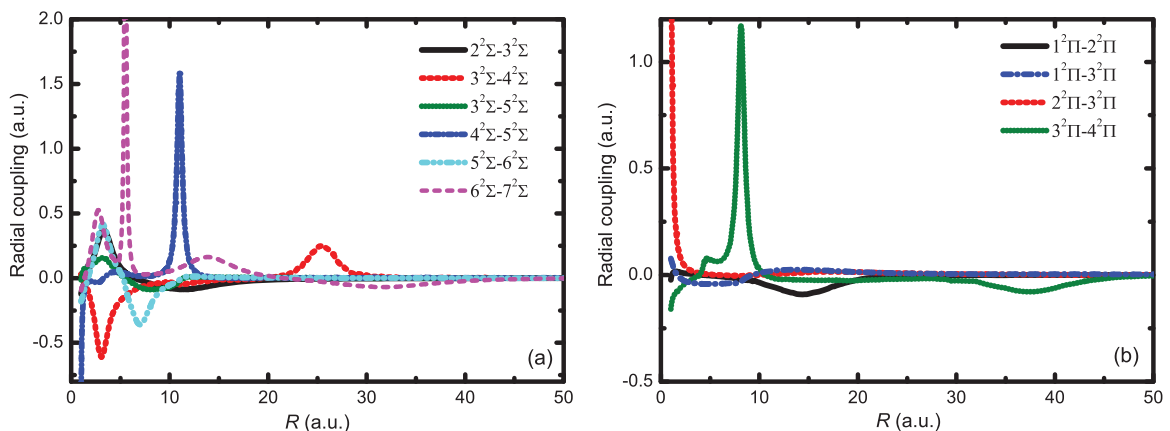 2.0
1.5
1.0
0.5
0.0
-0.5
Radial coupling (a.u.)
2²Σ-3²Σ
3²Σ-4²Σ
3²Σ-5²Σ
4²Σ-5²Σ
5²Σ-6²Σ
6²Σ-7²Σ
(a)
0 10 20 30 40 50
R (a.u.)
1.0
0.5
0.0
-0.5
Radial coupling (a.u.)
1²Π-2²Π
1²Π-3²Π
2²Π-3²Π
3²Π-4²Π
(b)
0 10 20 30 40 50
R (a.u.)